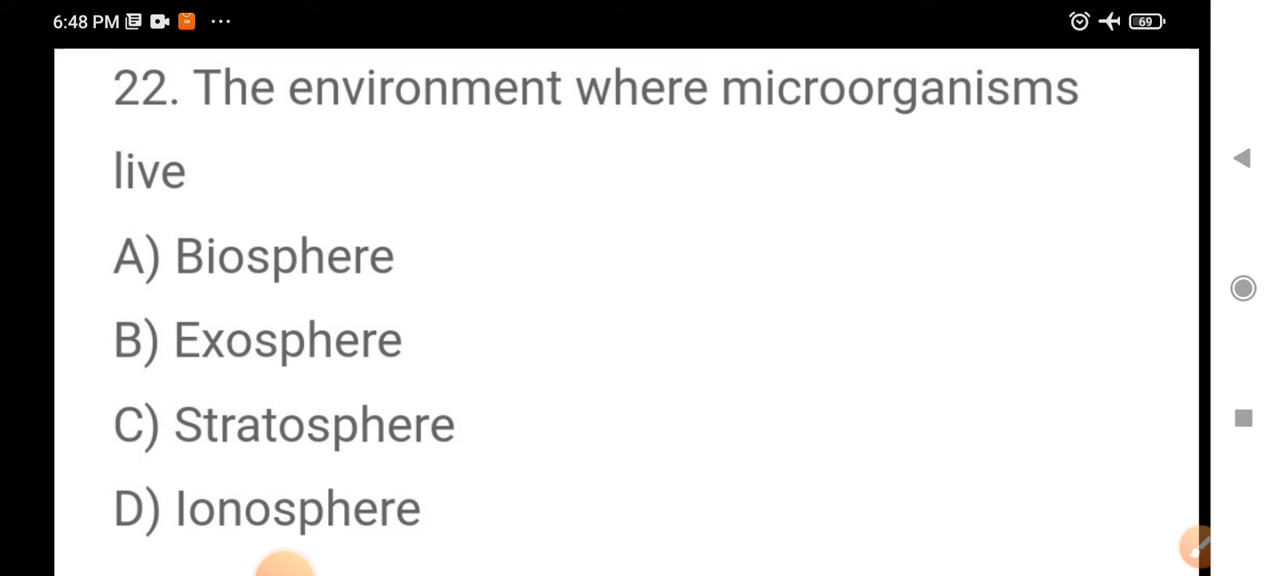 6:48 PM ... 69
22. The environment where microorganisms
live
A) Biosphere
B) Exosphere
C) Stratosphere
D) Ionosphere